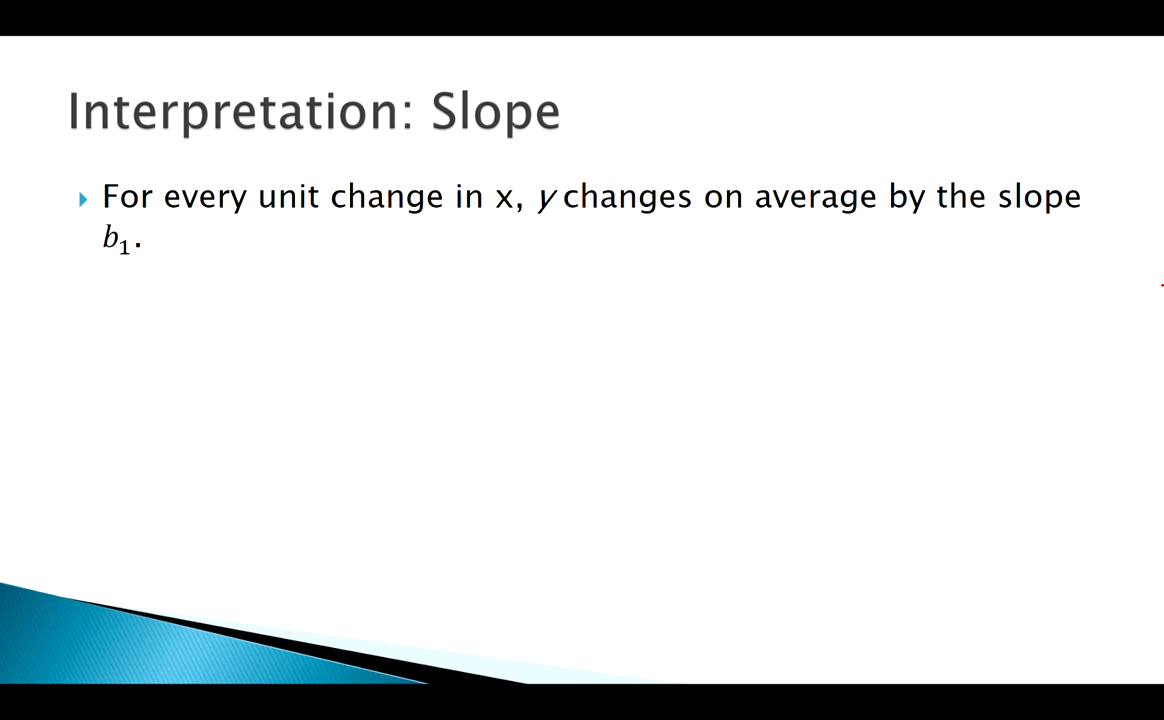 Interpretation: Slope
For every unit change in x, y changes on average by the slope
b₁.